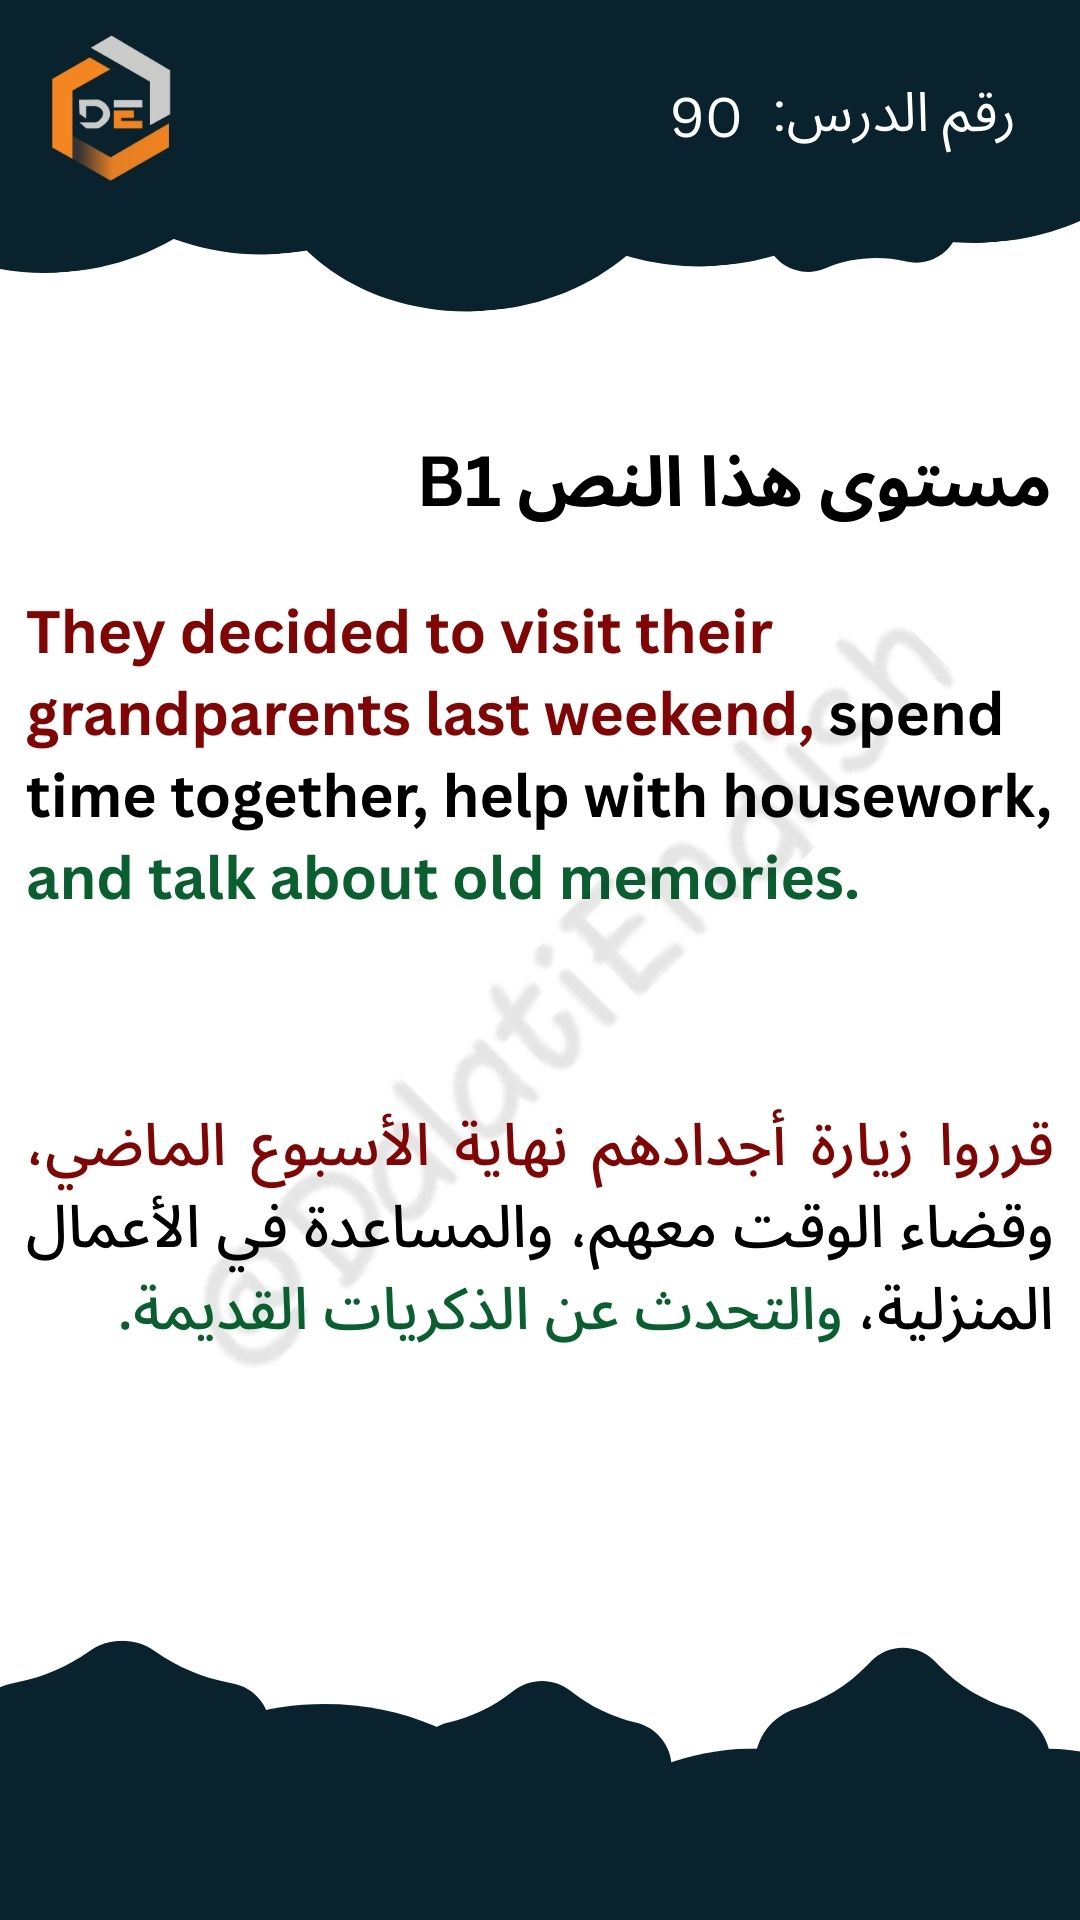 DE
رقم الدرس: 90
مستوى هذا النص B1
They decided to visit their
grandparents last weekend, spend
time together, help with housework,
and talk about old memories.
قرروا زيارة أجدادهم نهاية الأسبوع الماضي،
وقضاء الوقت معهم، والمساعدة في الأعمال
المنزلية، والتحدث عن الذكريات القديمة.
@DalatiEnglish